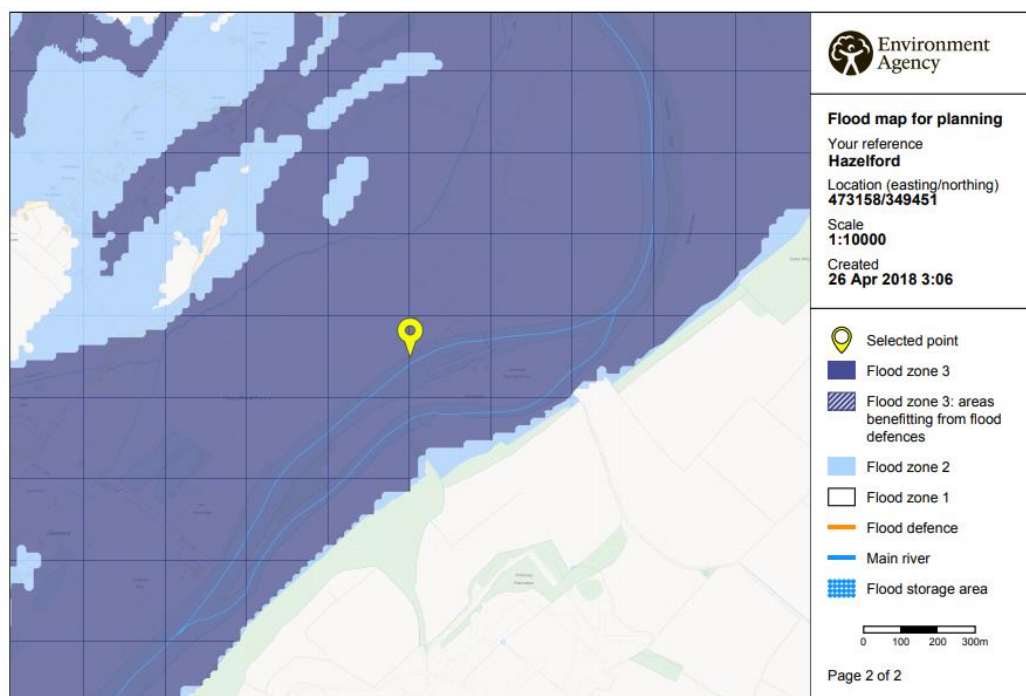 Environment
Agency
Flood map for planning
Your reference
Hazelford
Location (easting/northing)
473158/349451
Scale
1:10000
Created
26 Apr 2018 3:06
Selected point
Flood zone 3
Flood zone 3: areas
benefitting from flood
defences
Flood zone 2
Flood zone 1
Flood defence
Main river
Flood storage area
0 100 200 300m
Page 2 of 2